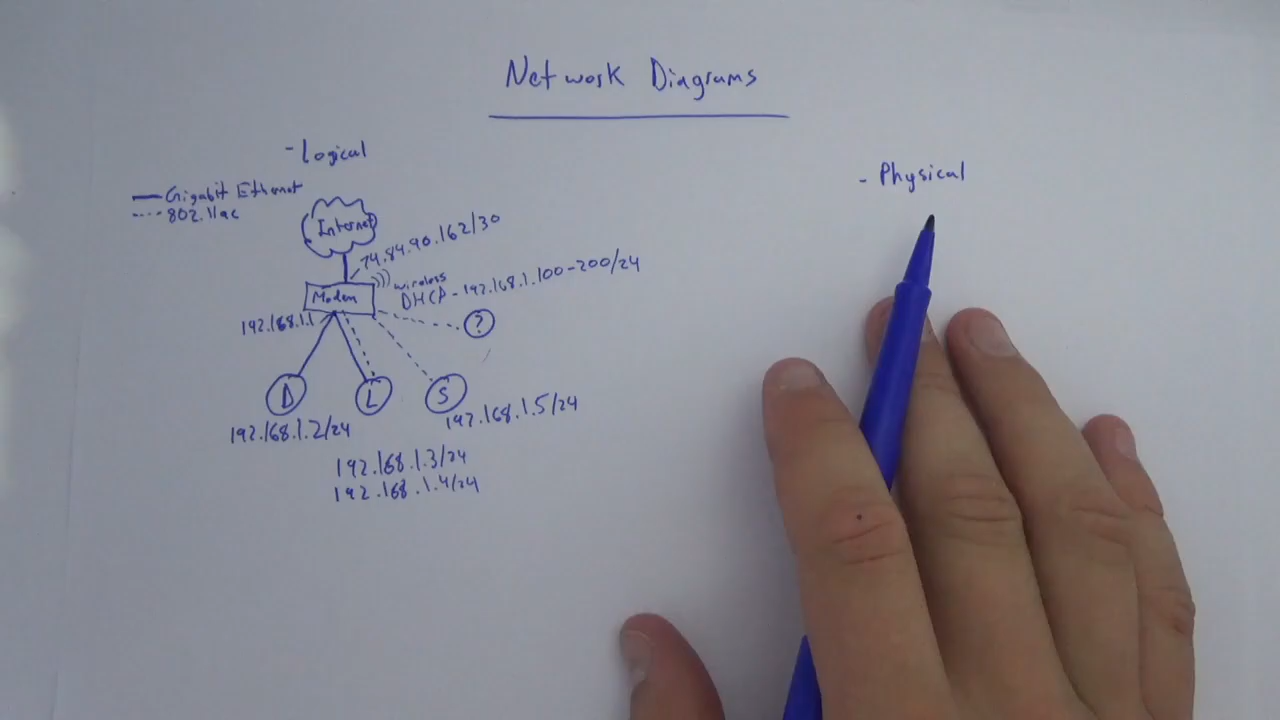 Network Diagrams
- Logical
Gigabit Ethernet
802.11ac
Internet
74.84.90.162/30
Modem
wireless
DHCP - 192.168.1.100-200/24
192.168.1.1
?
D
L
S
192.168.1.2/24
192.168.1.5/24
192.168.1.3/24
192.168.1.4/24
- Physical